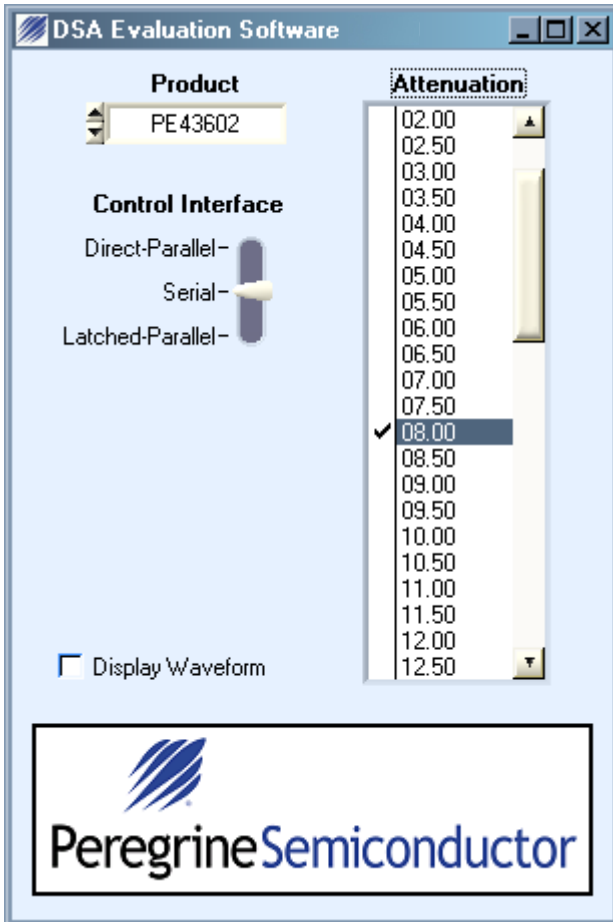 DSA Evaluation Software
Product
PE43602
Control Interface
Direct-Parallel
Serial
Latched-Parallel
Display Waveform
Attenuation
02.00
02.50
03.00
03.50
04.00
04.50
05.00
05.50
06.00
06.50
07.00
07.50
08.00
08.50
09.00
09.50
10.00
10.50
11.00
11.50
12.00
12.50
Peregrine Semiconductor